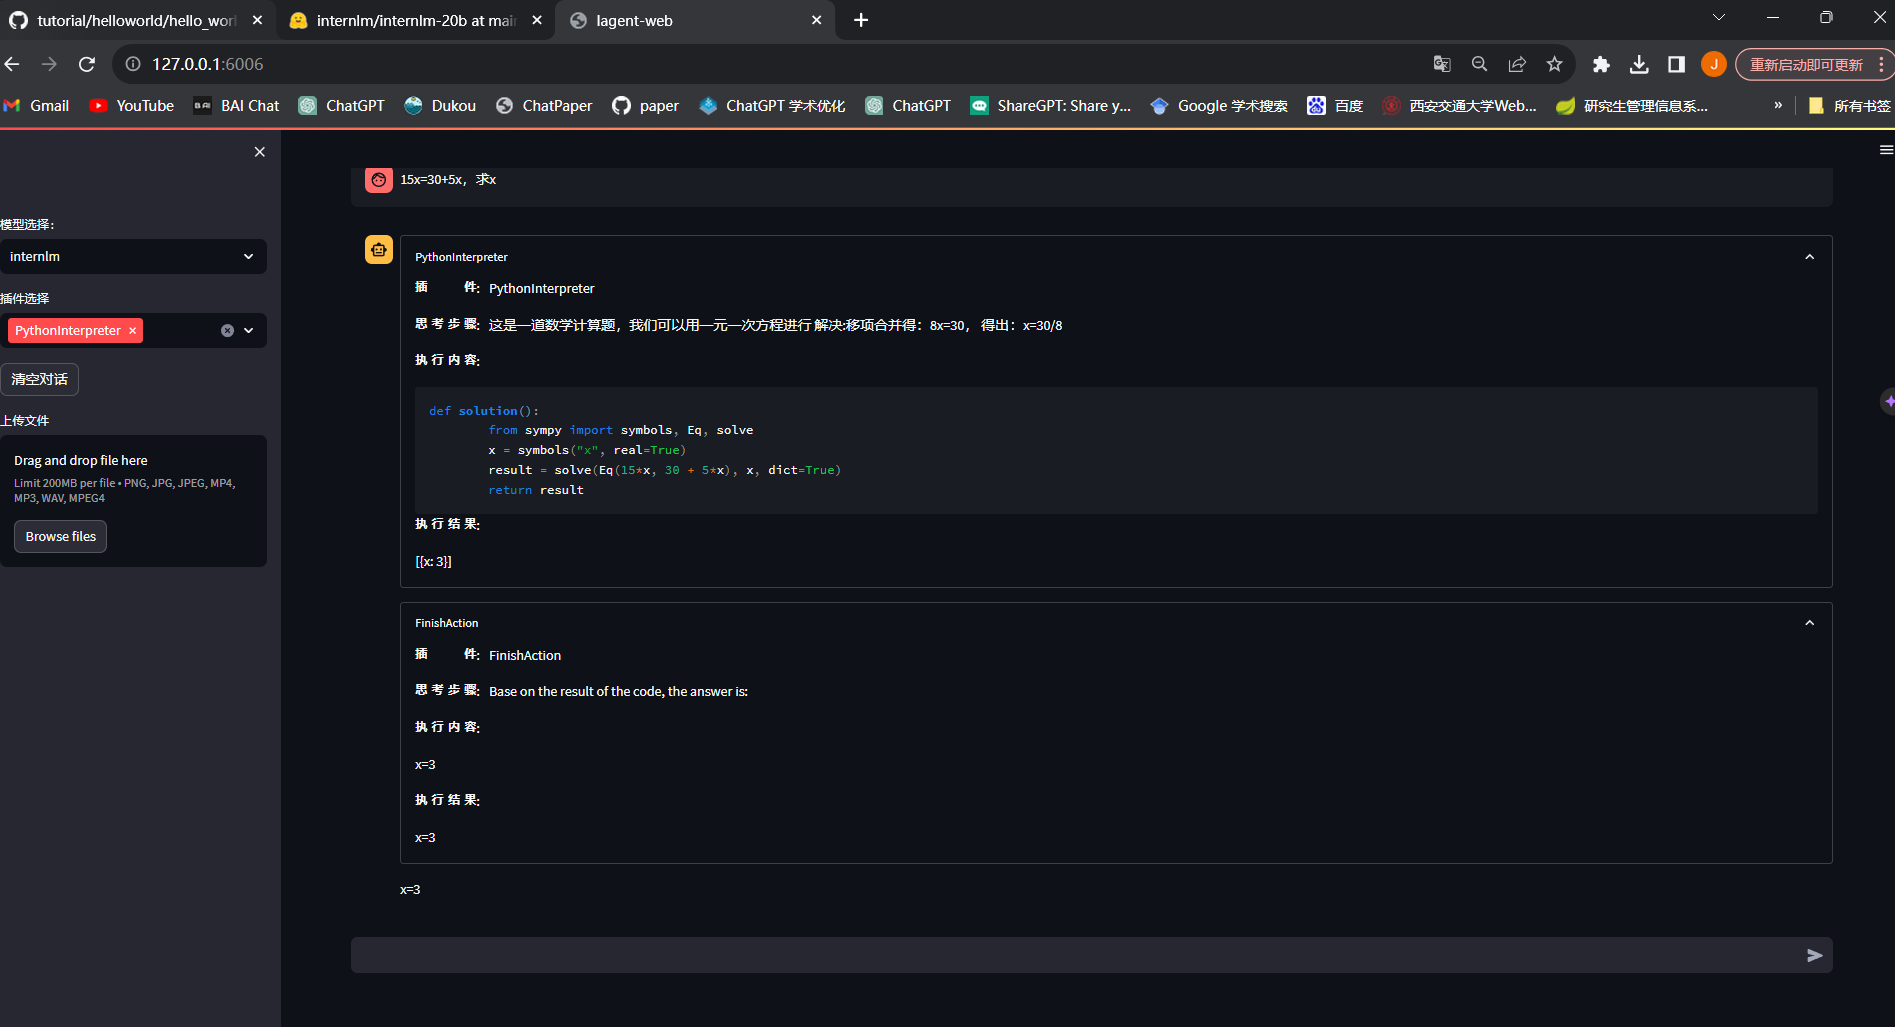 tutorial/helloworld/hello_worl
internlm/internlm-20b at main
lagent-web
127.0.0.1:6006
重新启动即可更新
Gmail
YouTube
BAI Chat
ChatGPT
Dukou
ChatPaper
paper
ChatGPT 学术优化
ChatGPT
ShareGPT: Share y...
Google 学术搜索
百度
西安交通大学Web...
研究生管理信息系...
»
所有书签
模型选择：
internlm
插件选择
PythonInterpreter
清空对话
上传文件
Drag and drop file here
Limit 200MB per file • PNG, JPG, JPEG, MP4,
MP3, WAV, MPEG4
Browse files
15x=30+5x，求x
PythonInterpreter
插 件: PythonInterpreter
思 考 步 骤: 这是一道数学计算题，我们可以用一元一次方程进行 解决:移项合并得：8x=30， 得出：x=30/8
执 行 内 容:
def solution():
from sympy import symbols, Eq, solve
x = symbols("x", real=True)
result = solve(Eq(15*x, 30 + 5*x), x, dict=True)
return result
执 行 结 果:
[{x: 3}]
FinishAction
插 件: FinishAction
思 考 步 骤: Base on the result of the code, the answer is:
执 行 内 容:
x=3
执 行 结 果:
x=3
x=3